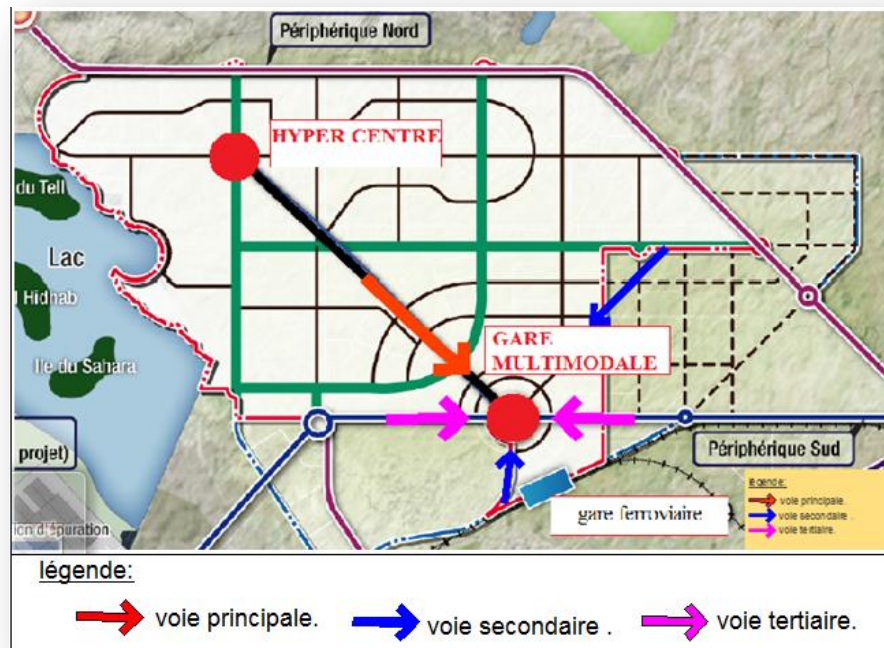 Périphérique Nord
HYPER CENTRE
du Tell
Lac
Hidhab
Ile du Sahara
GARE
MULTIMODALE
projet)
Périphérique Sud
légende:
voie principale.
voie secondaire .
voie tertiaire.
gare ferroviaire
d'épuration
légende:
voie principale.
voie secondaire .
voie tertiaire.